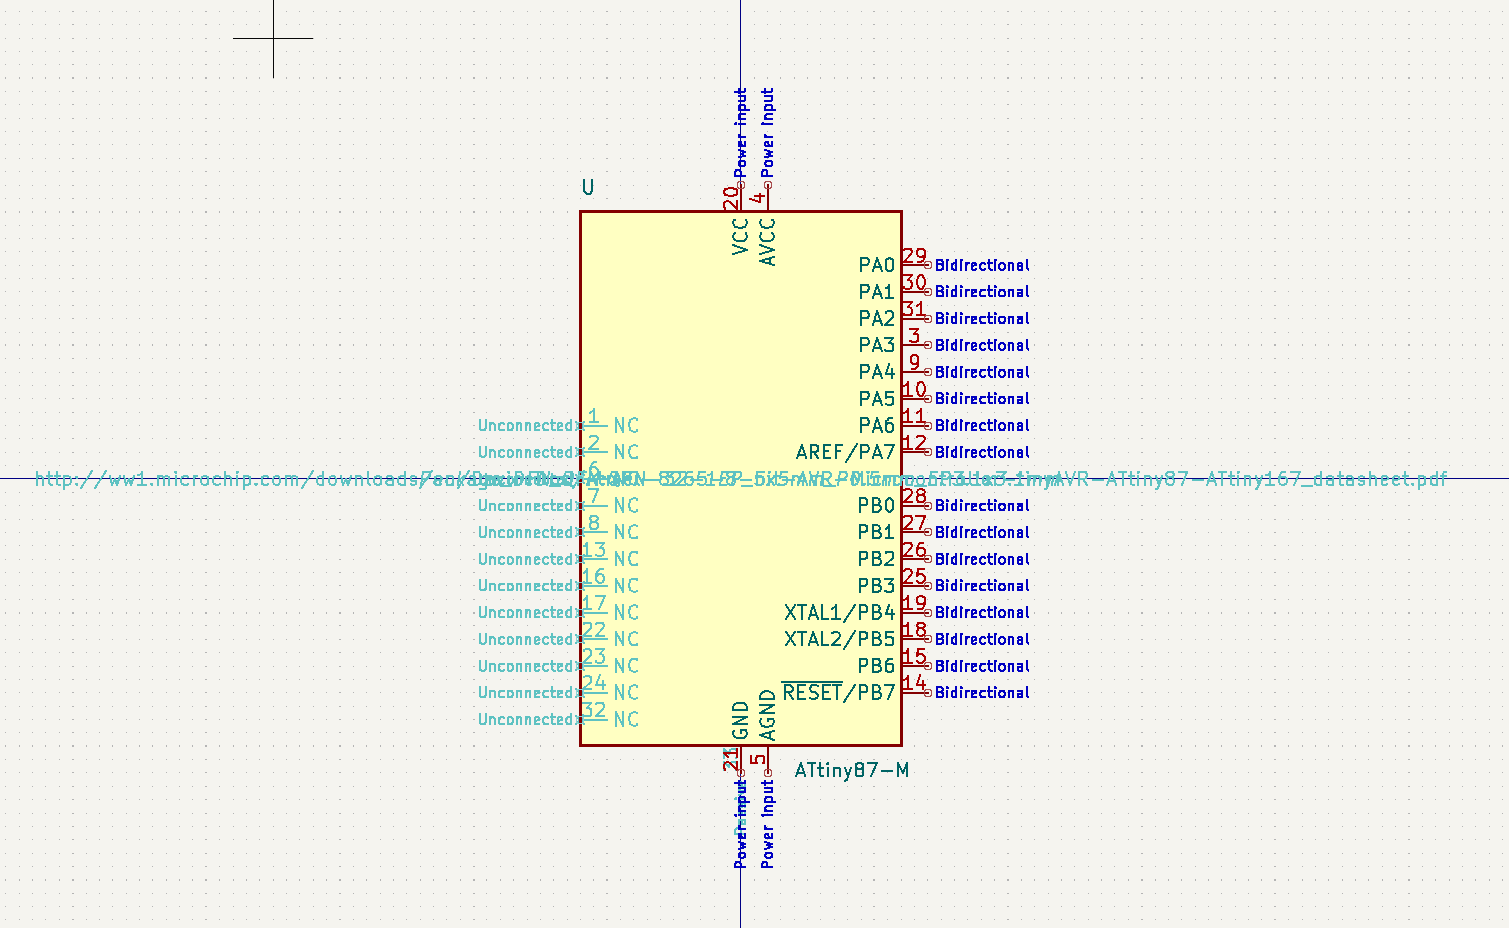 Power input
Power input
U
20
4
VCC
AVCC
PA0 29 Bidirectional
PA1 30 Bidirectional
PA2 31 Bidirectional
PA3 3 Bidirectional
PA4 9 Bidirectional
PA5 10 Bidirectional
Unconnected 1 NC PA6 11 Bidirectional
Unconnected 2 NC AREF/PA7 12 Bidirectional
6
http://ww1.microchip.com/downloads/ AVR-ATtiny87-ATtiny167_datasheet.pdf
Unconnected 7 NC PB0 28 Bidirectional
Unconnected 8 NC PB1 27 Bidirectional
Unconnected 13 NC PB2 26 Bidirectional
Unconnected 16 NC PB3 25 Bidirectional
Unconnected 17 NC XTAL1/PB4 19 Bidirectional
Unconnected 22 NC XTAL2/PB5 18 Bidirectional
Unconnected 23 NC PB6 15 Bidirectional
Unconnected 24 NC RESET/PB7 14 Bidirectional
Unconnected 32 NC
GND
AGND
21
5
ATtiny87-M
Power input
Power input